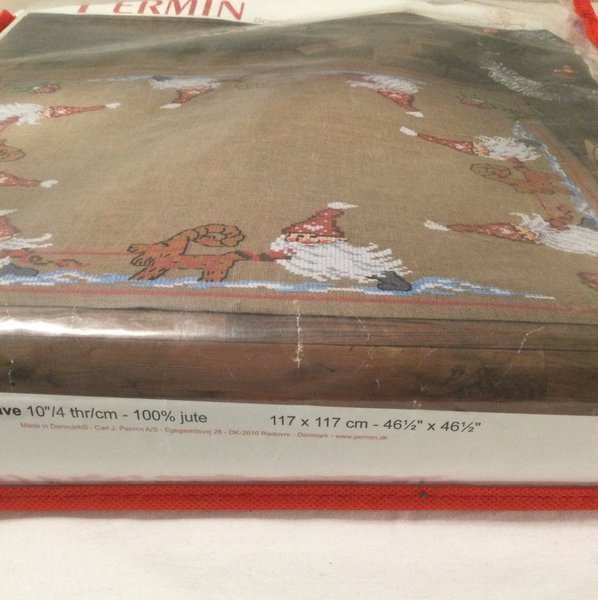 PERMIN
ve 10"/4 thr/cm - 100% jute
117 x 117 cm - 46½" x 46½"
Made in Denmark© - Carl J. Permin A/S - Egegaardsvej 28 - DK-2610 Rødovre - Denmark - www.permin.dk